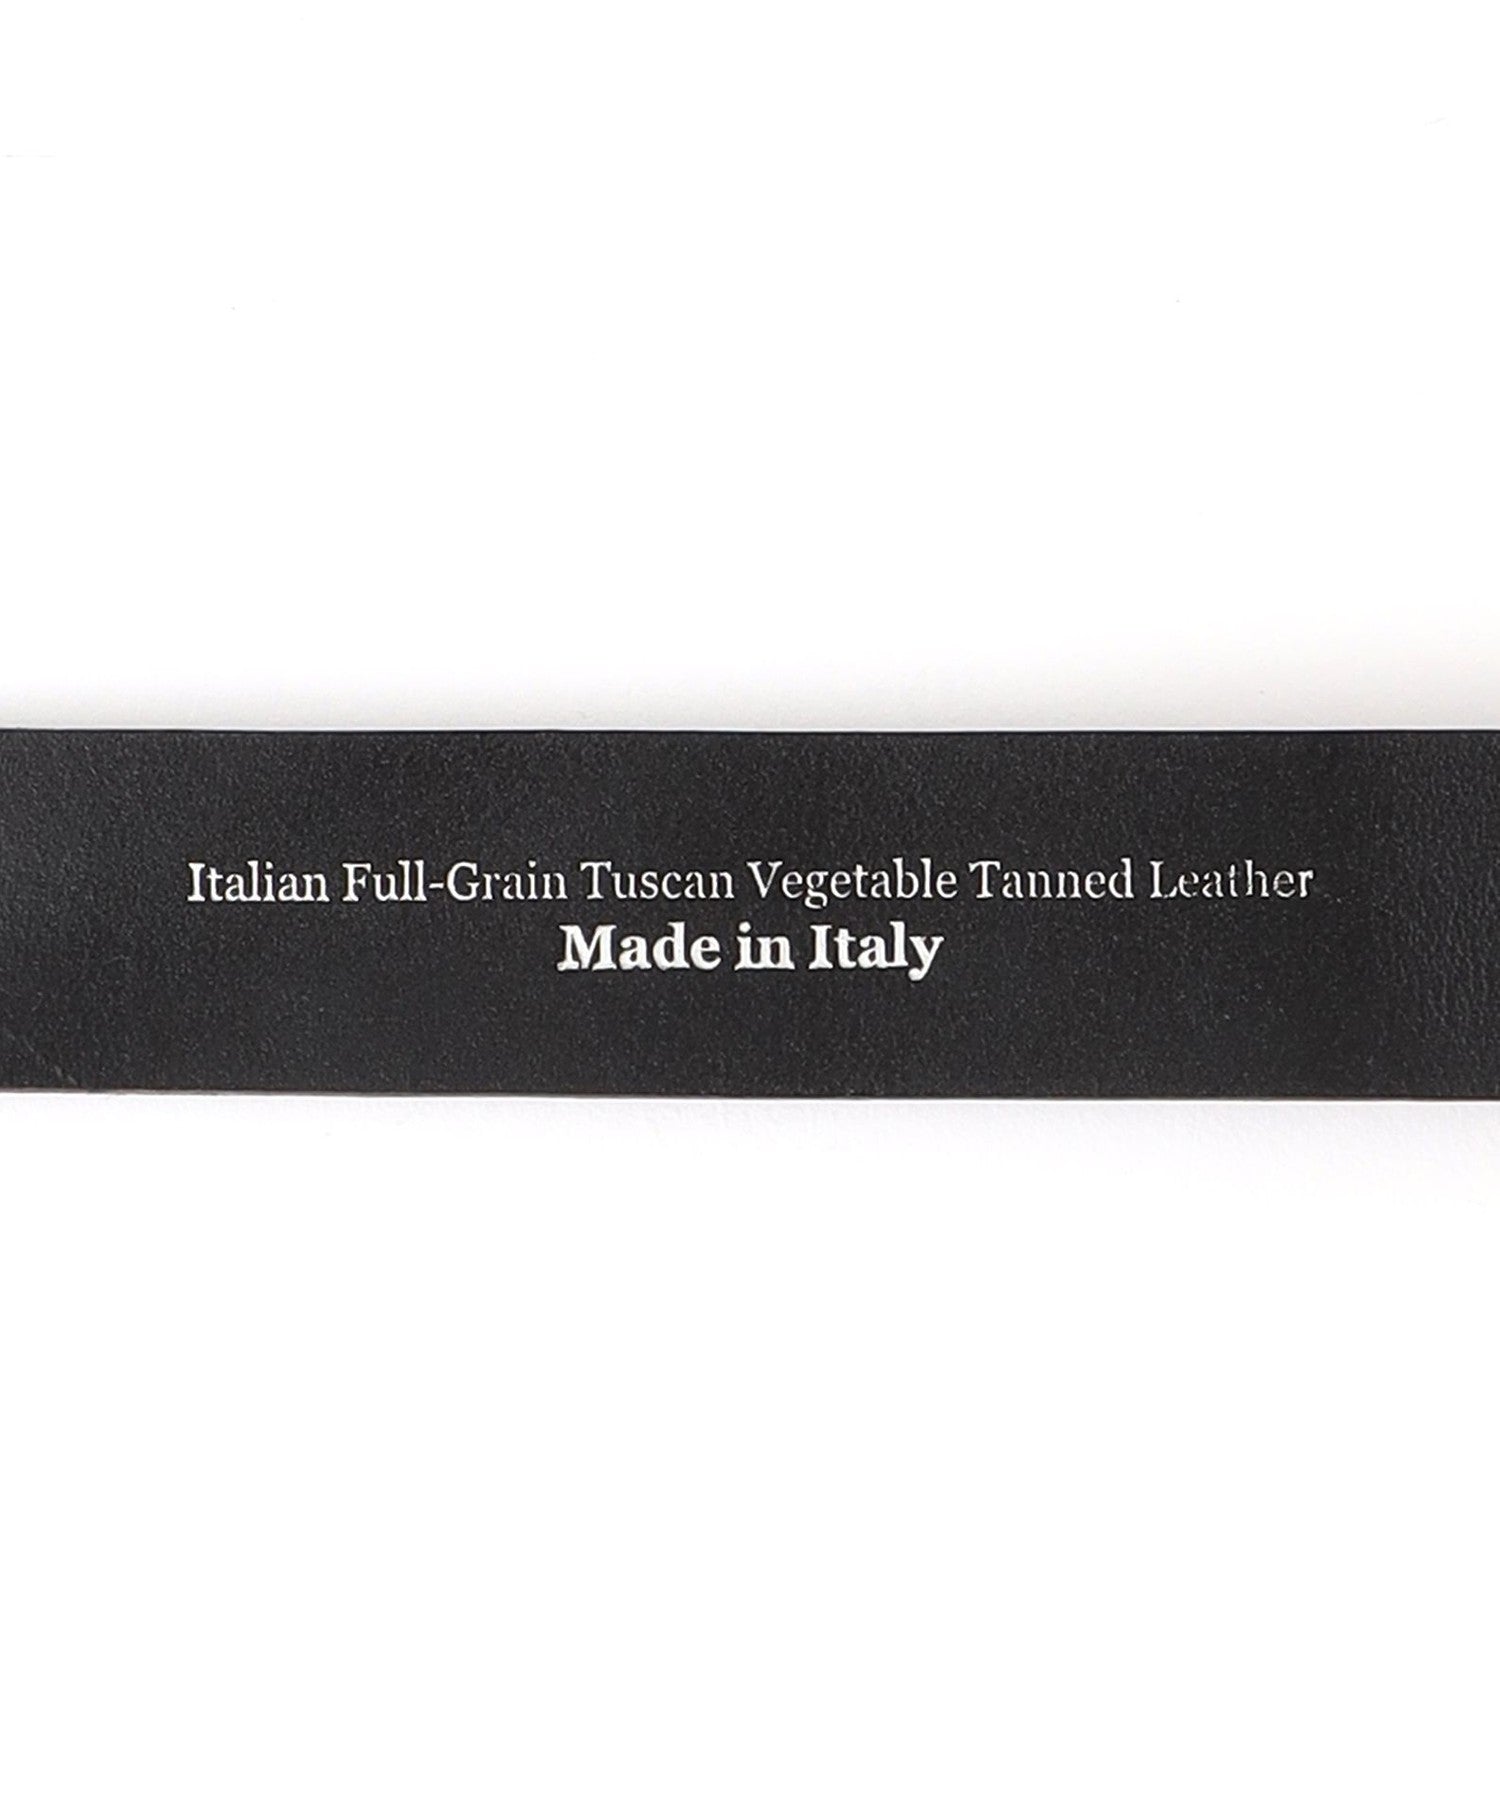 Italian Full-Grain Tuscan Vegetable Tanned Leather
Made in Italy